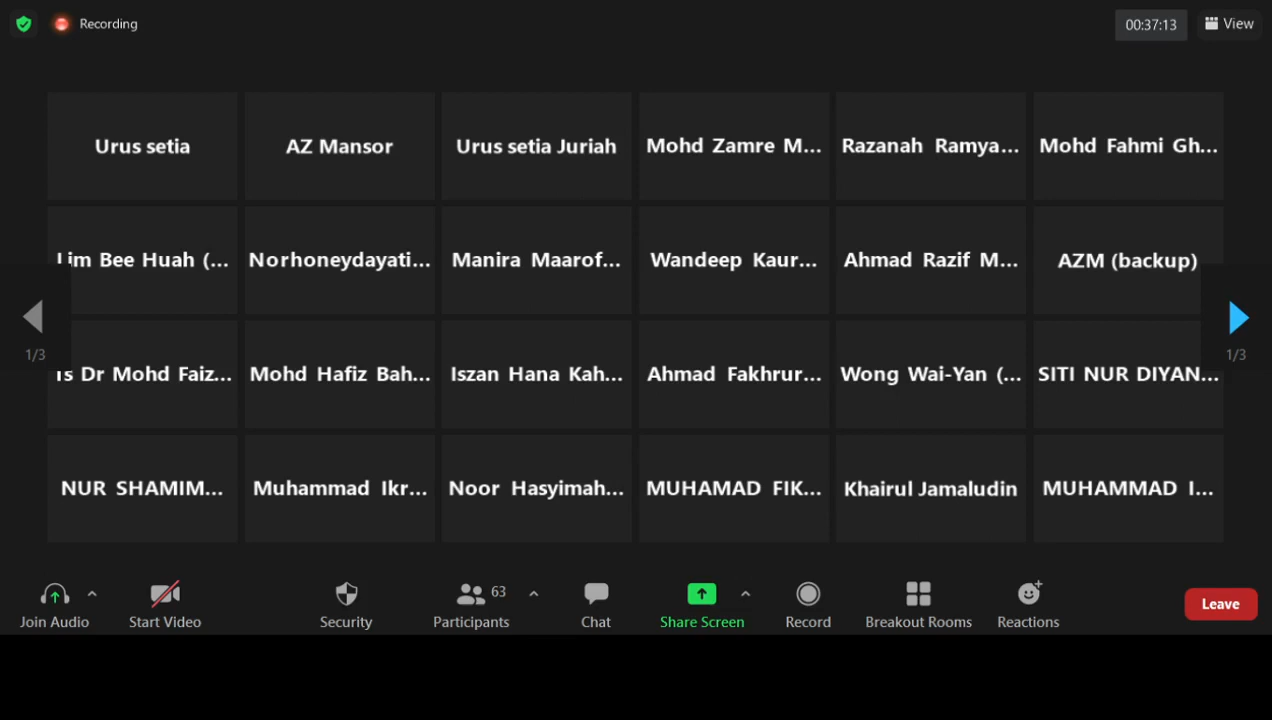 Recording
00:37:13
View
Urus setia
AZ Mansor
Urus setia Juriah
Mohd Zamre M...
Razanah Ramya...
Mohd Fahmi Gh...
Lim Bee Huah (...
Norhoneydayati...
Manira Maarof...
Wandeep Kaur...
Ahmad Razif M...
AZM (backup)
1/3
1/3
Ts Dr Mohd Faiz...
Mohd Hafiz Bah...
Iszan Hana Kah...
Ahmad Fakhrur...
Wong Wai-Yan (...
SITI NUR DIYAN...
NUR SHAMIM...
Muhammad Ikr...
Noor Hasyimah...
MUHAMAD FIK...
Khairul Jamaludin
MUHAMMAD I...
63
Join Audio
Start Video
Security
Participants
Chat
Share Screen
Record
Breakout Rooms
Reactions
Leave